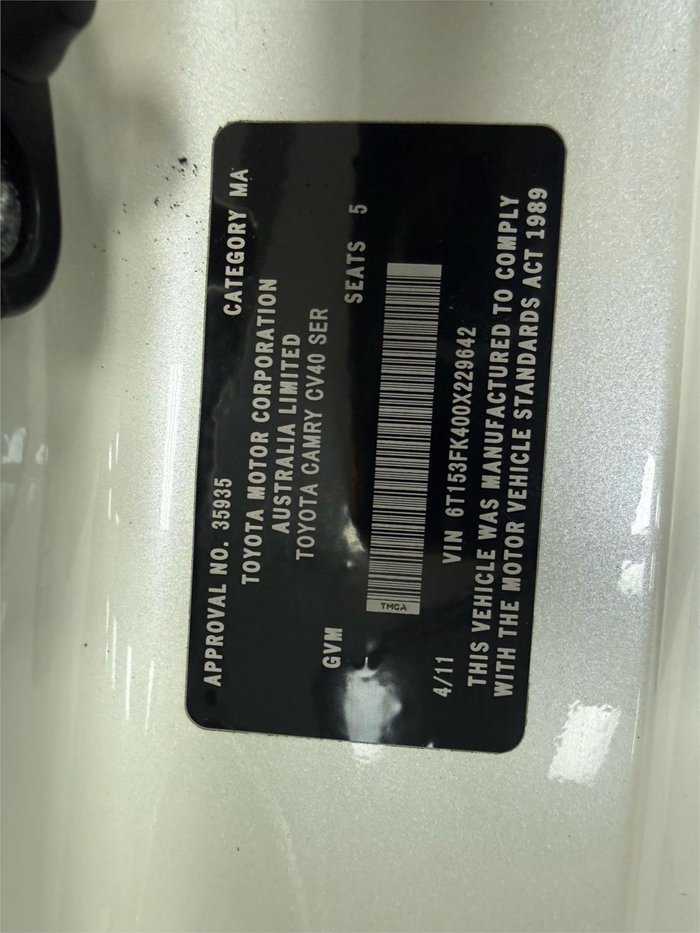 APPROVAL NO. 35935 CATEGORY MA
TOYOTA MOTOR CORPORATION
AUSTRALIA LIMITED
TOYOTA CAMRY CV40 SER
GVM SEATS 5
TMCA
4/11 VIN 6T153FK400X229642
THIS VEHICLE WAS MANUFACTURED TO COMPLY
WITH THE MOTOR VEHICLE STANDARDS ACT 1989